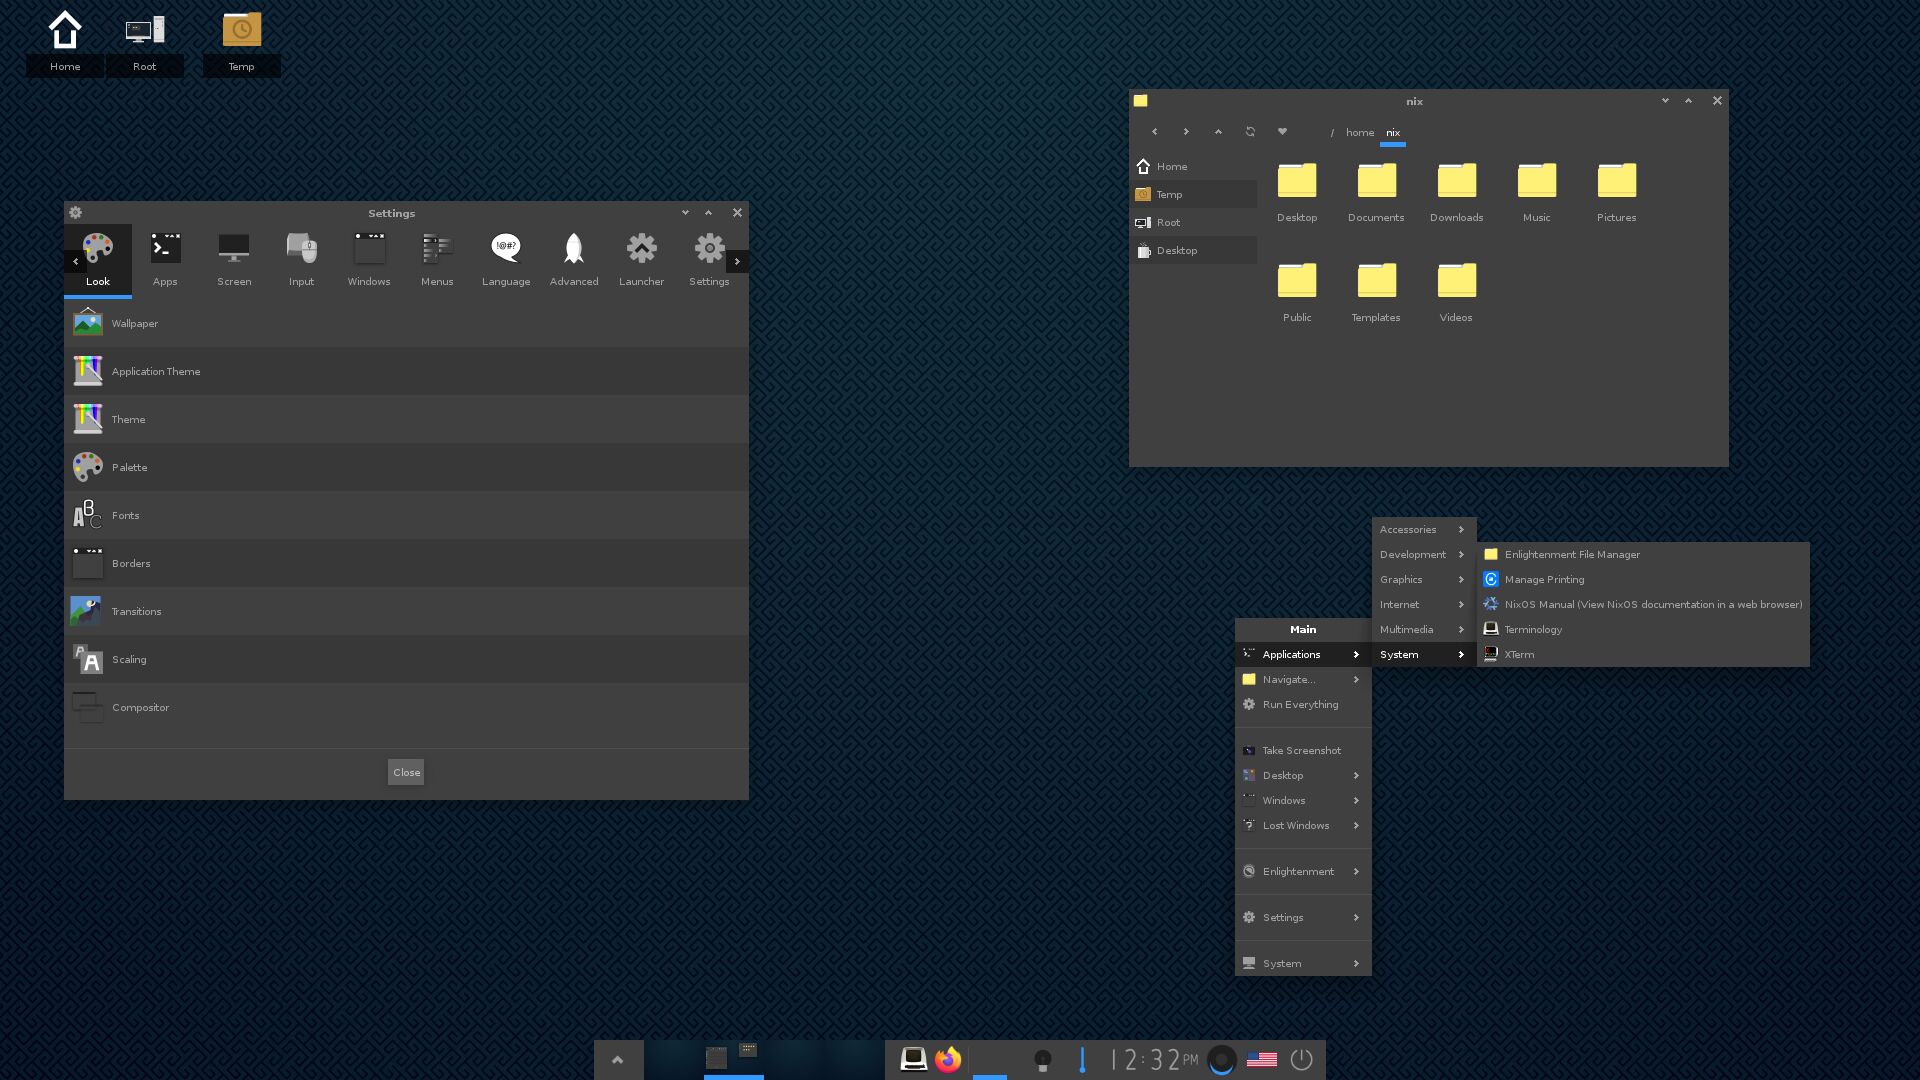 Home Root Temp
nix
/ home nix
Home
Temp
Root
Desktop
Desktop Documents Downloads Music Pictures
Public Templates Videos
Settings
!@#?
Look Apps Screen Input Windows Menus Language Advanced Launcher Settings
Wallpaper
Application Theme
Theme
Palette
ABC
Fonts
Borders
Transitions
A A
Scaling
Compositor
Close
Accessories
Development
Graphics
Internet
Multimedia
System
Enlightenment File Manager
Manage Printing
NixOS Manual (View NixOS documentation in a web browser)
Terminology
XTerm
Main
Applications
Navigate...
Run Everything
Take Screenshot
Desktop
Windows
Lost Windows
Enlightenment
Settings
System
12:32PM